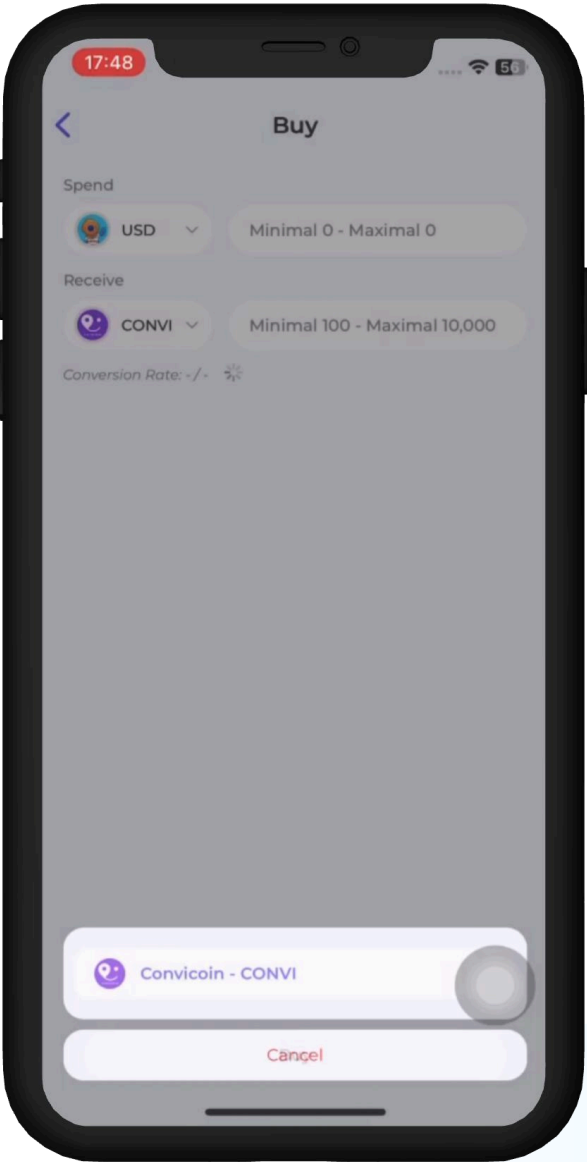 17:48
56
Buy
Spend
USD
Minimal 0 - Maximal 0
Receive
CONVI
Minimal 100 - Maximal 10,000
Conversion Rate: - / -
Convicoin - CONVI
Cancel